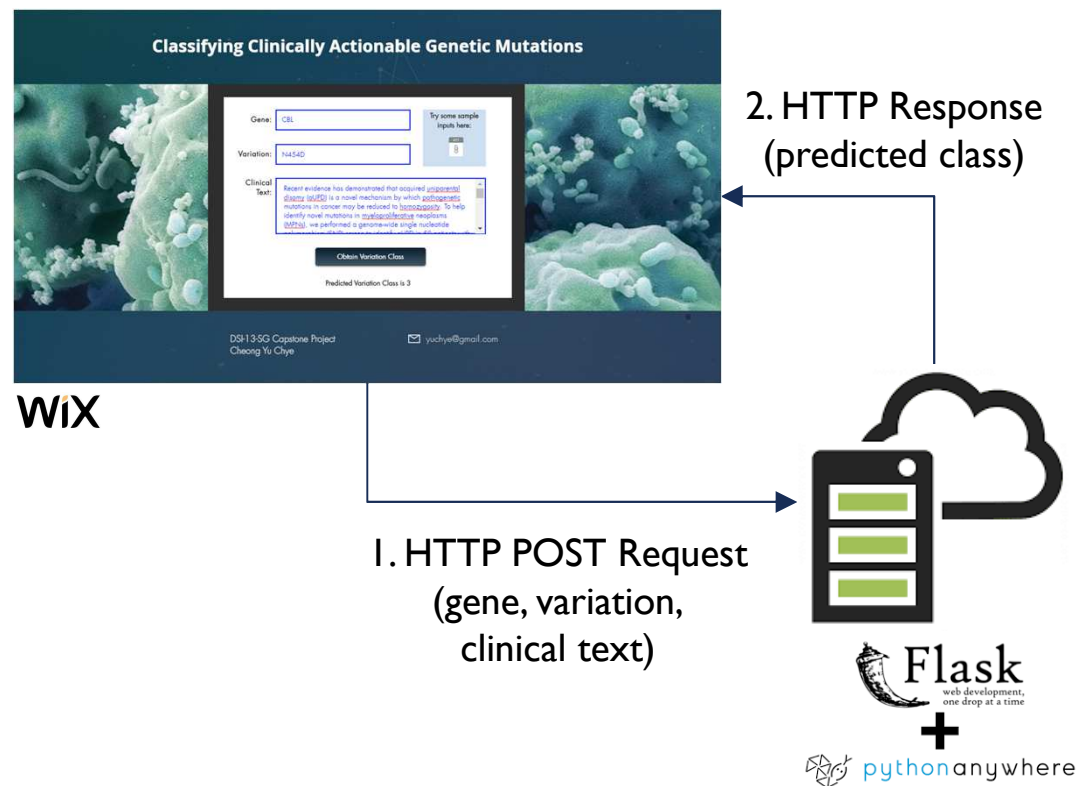 Classifying Clinically Actionable Genetic Mutations
Gene:
CBL
Try some sample
inputs here:
Variation:
N454D
Clinical
Text:
Recent evidence has demonstrated that acquired uniparental
disomy (aUPD) is a novel mechanism by which pathogenetic
mutations in cancer may be reduced to homozygosity. To help
identify novel mutations in myeloproliferative neoplasms
(MPNs), we performed a genome-wide single nucleotide
Obtain Variation Class
Predicted Variation Class is 3
DSI-13-SG Capstone Project
Cheong Yu Chye
yuchye@gmail.com
WiX
2. HTTP Response
(predicted class)
1. HTTP POST Request
(gene, variation,
clinical text)
Flask
web development,
one drop at a time
+
pythonanywhere